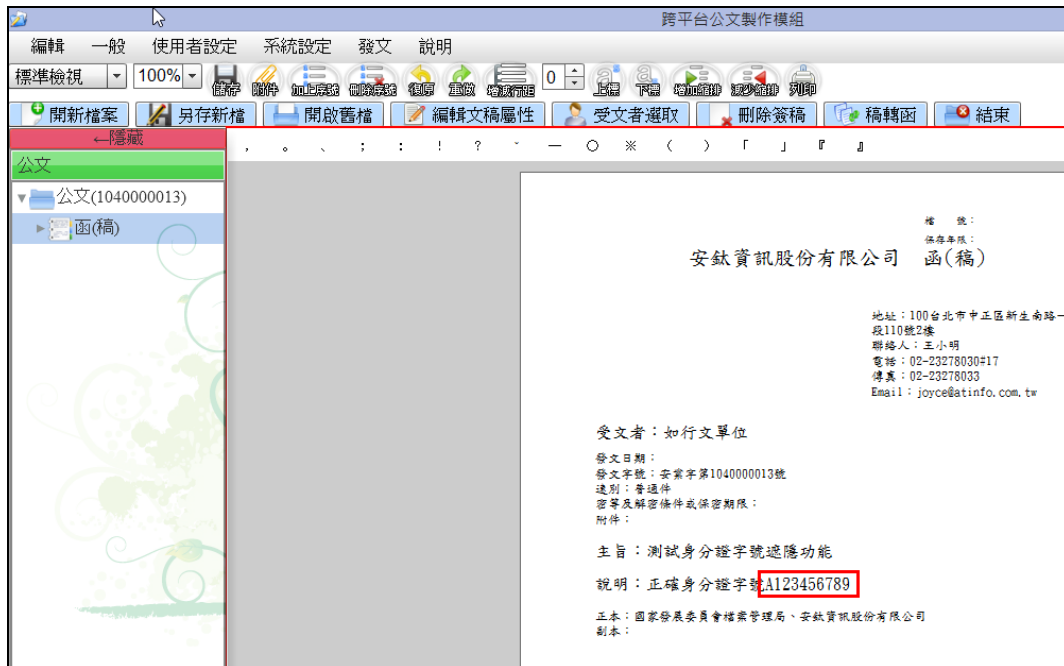 跨平台公文製作模組
編輯 一般 使用者設定 系統設定 發文 說明
標準檢視 100% 儲存 附件 加上序號 刪除序號 復原 重做 增減行距 0 上標 下標 增加縮排 減少縮排 列印
開新檔案 另存新檔 開啟舊檔 編輯文稿屬性 受文者選取 刪除簽稿 稿轉函 結束
←隱藏
， 。 、 ； ： ！ ？ ˇ — ○ ※ （ ） 「 」 『 』
公文
公文(1040000013)
函(稿)
檔 號：
保存年限：
安鈦資訊股份有限公司 函(稿)
地址：100台北市中正區新生南路一
段110號2樓
聯絡人：王小明
電話：02-23278030#17
傳真：02-23278033
Email：joyce@atinfo.com.tw
受文者：如行文單位
發文日期：
發文字號：安業字第1040000013號
速別：普通件
密等及解密條件或保密期限：
附件：
主旨：測試身分證字號遮隱功能
說明：正確身分證字號A123456789
正本：國家發展委員會檔案管理局、安鈦資訊股份有限公司
副本：